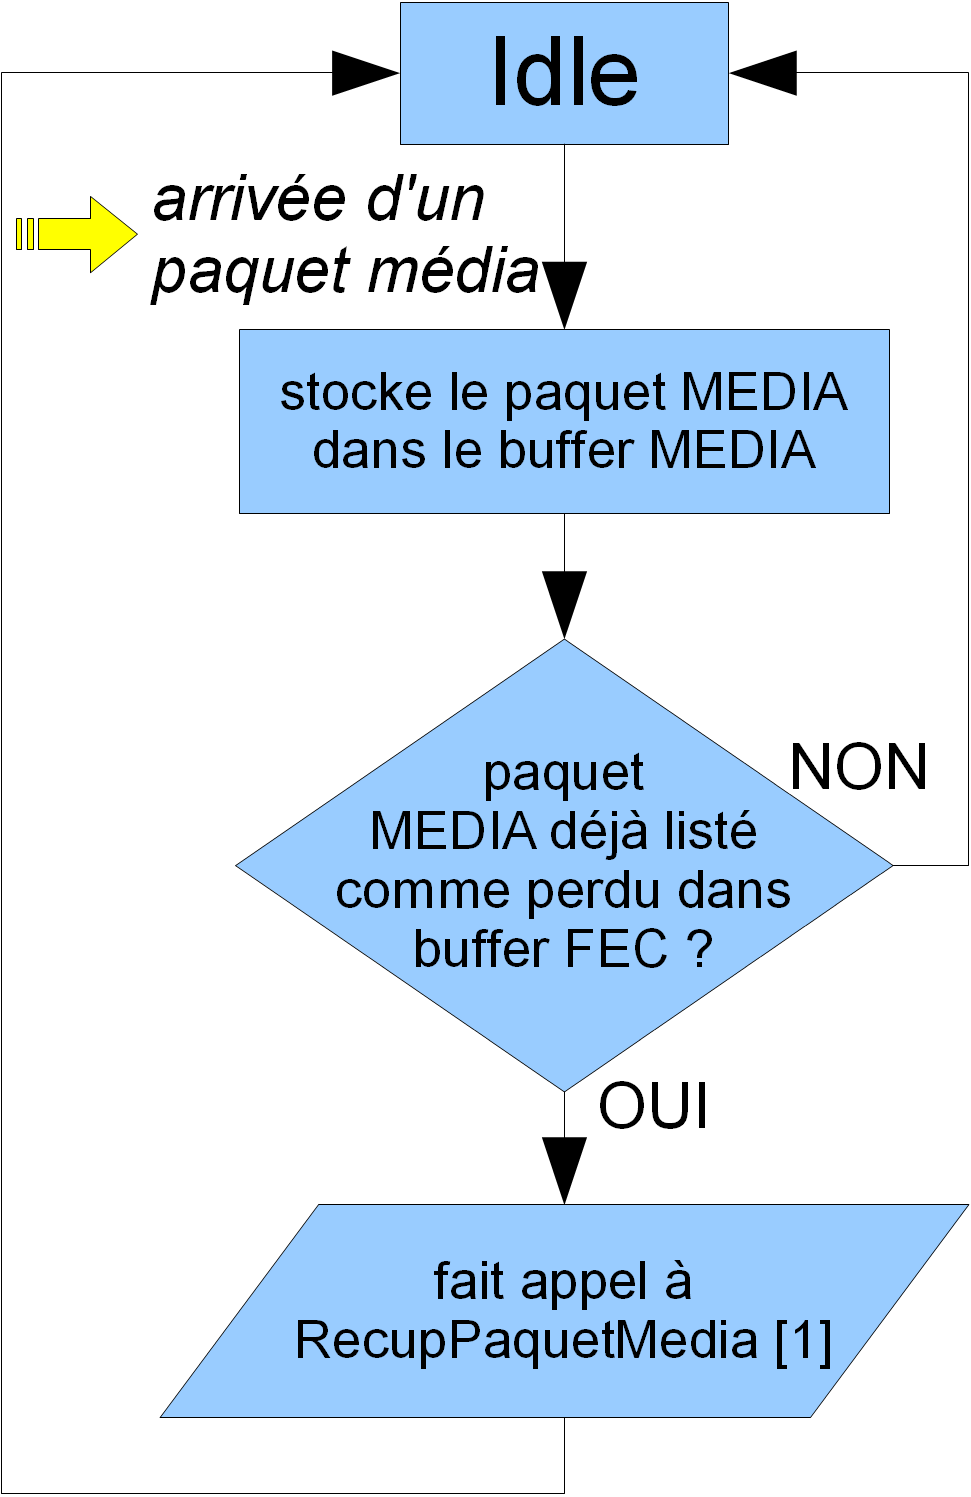 Idle
arrivée d'un
paquet média
stocke le paquet MEDIA
dans le buffer MEDIA
paquet
MEDIA déjà listé
comme perdu dans
buffer FEC ?
NON
OUI
fait appel à
RecupPaquetMedia [1]